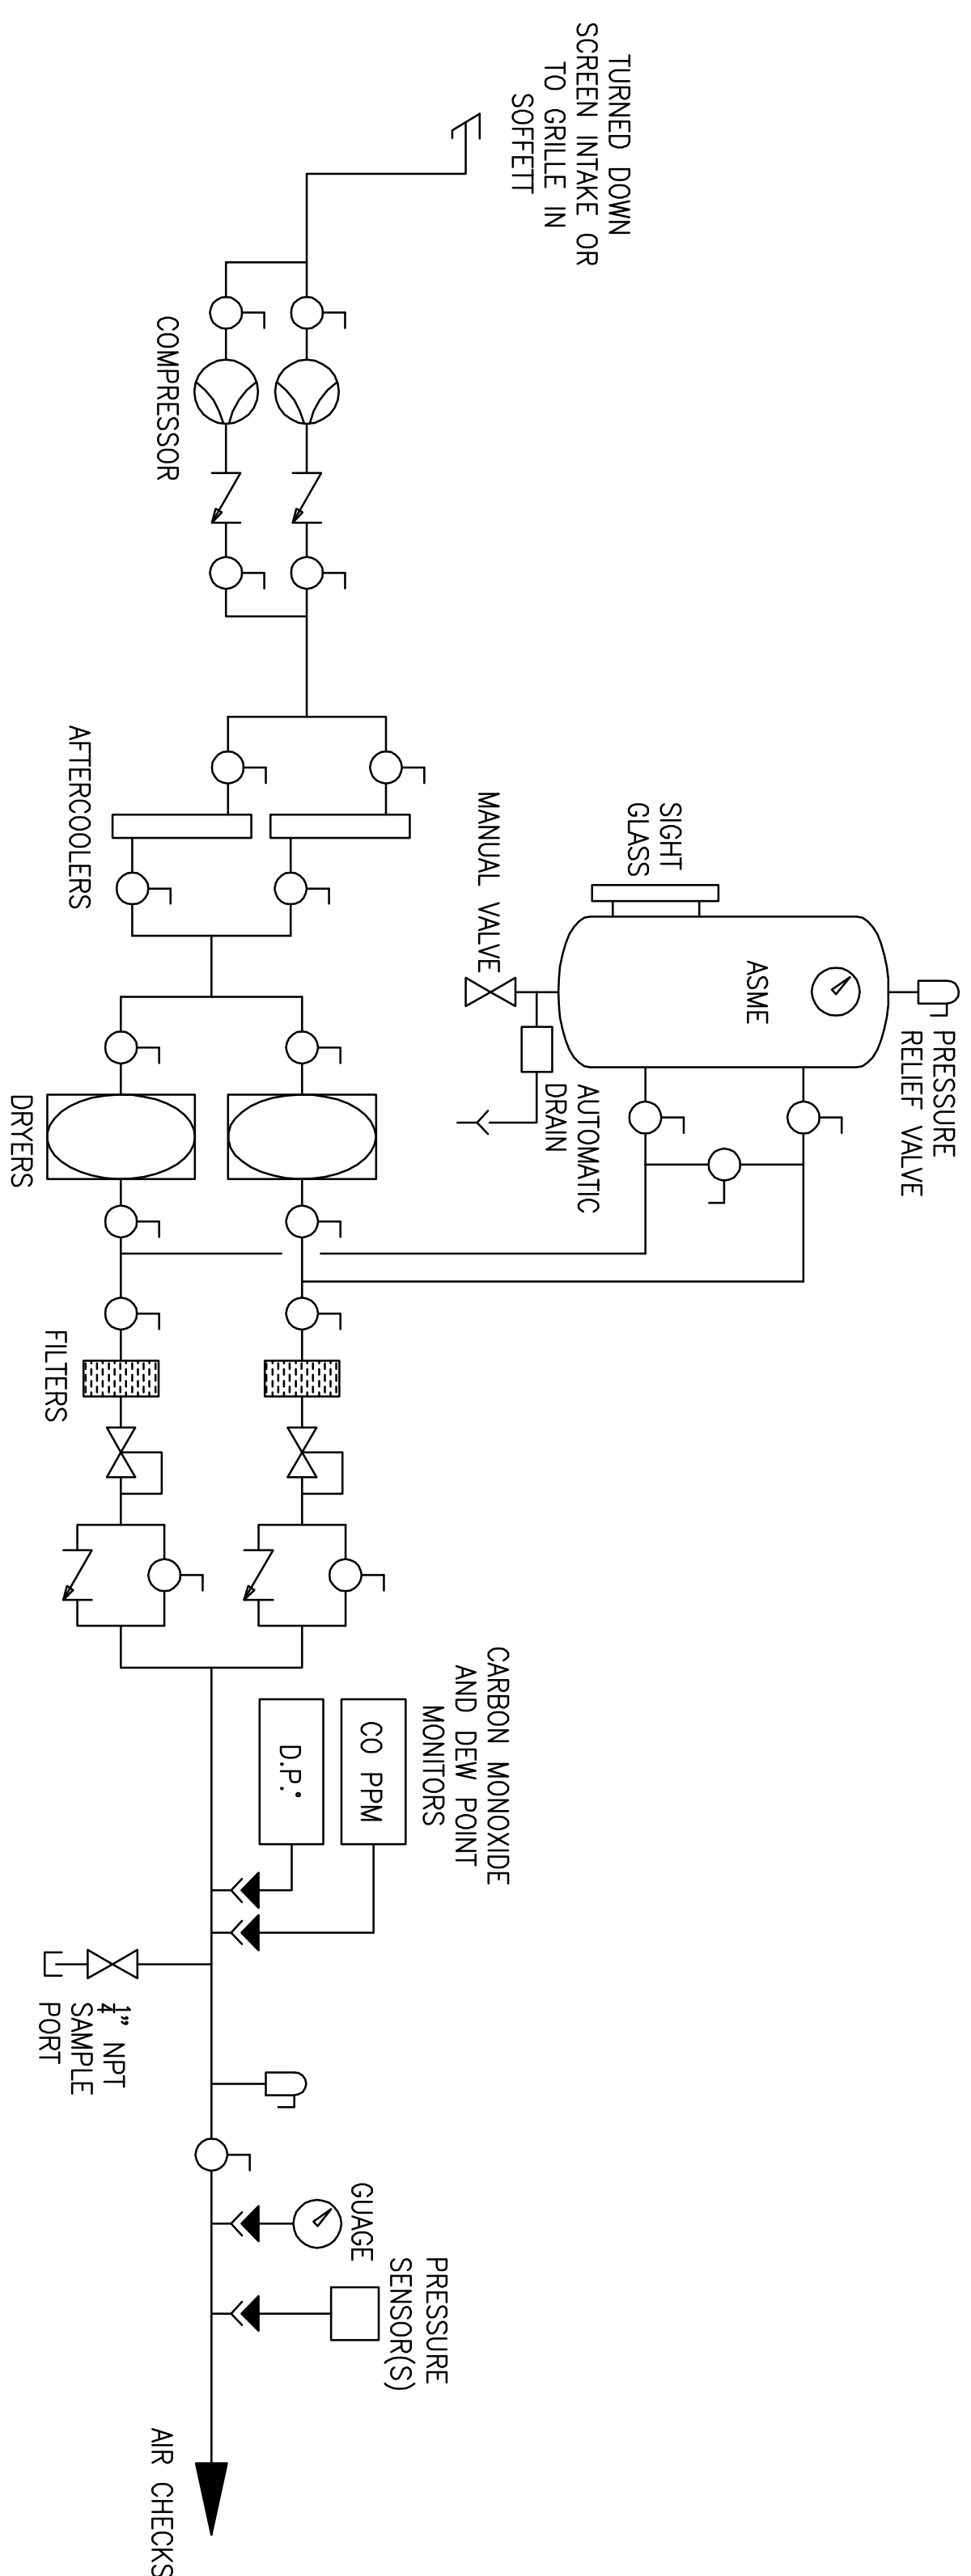 TURNED DOWN
SCREEN INTAKE OR
TO GRILLE IN
SOFFETT
COMPRESSOR
AFTERCOOLERS
SIGHT
GLASS
MANUAL VALVE
ASME
PRESSURE
RELIEF VALVE
AUTOMATIC
DRAIN
DRYERS
FILTERS
CARBON MONOXIDE
AND DEW POINT
MONITORS
CO PPM
D.P.°
1/4" NPT
SAMPLE
PORT
GUAGE
PRESSURE
SENSOR(S)
AIR CHECKS